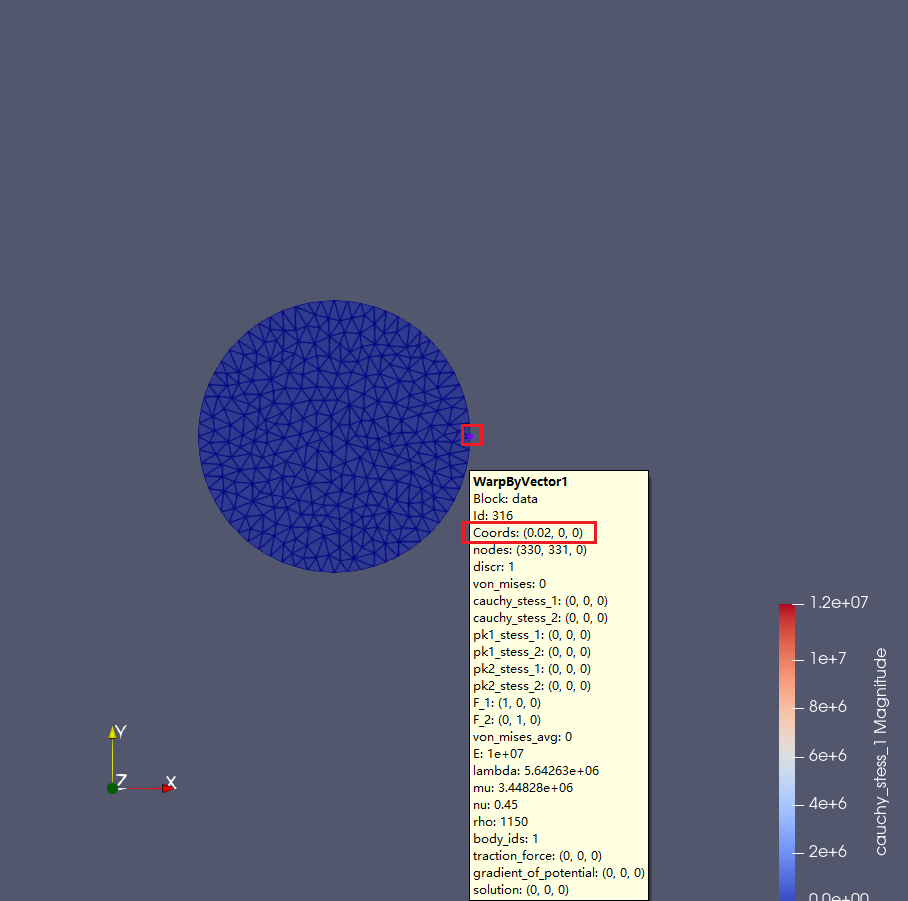 WarpByVector1
Block: data
Id: 316
Coords: (0.02, 0, 0)
nodes: (330, 331, 0)
discr: 1
von_mises: 0
cauchy_stess_1: (0, 0, 0)
cauchy_stess_2: (0, 0, 0)
pk1_stess_1: (0, 0, 0)
pk1_stess_2: (0, 0, 0)
pk2_stess_1: (0, 0, 0)
pk2_stess_2: (0, 0, 0)
F_1: (1, 0, 0)
F_2: (0, 1, 0)
von_mises_avg: 0
E: 1e+07
lambda: 5.64263e+06
mu: 3.44828e+06
nu: 0.45
rho: 1150
body_ids: 1
traction_force: (0, 0, 0)
gradient_of_potential: (0, 0, 0)
solution: (0, 0, 0)
Y
Z
X
1.2e+07
1e+7
8e+6
6e+6
4e+6
2e+6
0.0e+00
cauchy_stess_1 Magnitude